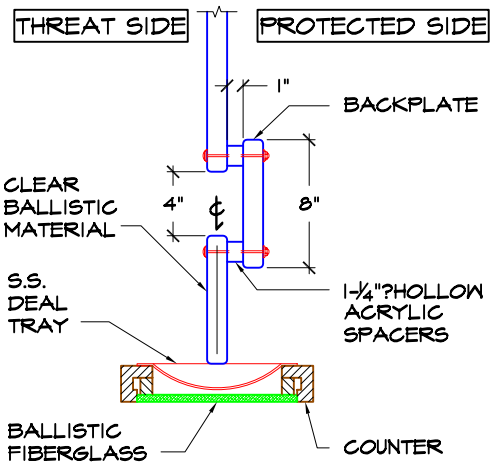 THREAT SIDE
PROTECTED SIDE
1"
BACKPLATE
CLEAR
BALLISTIC
MATERIAL
4"
℄
8"
S.S.
DEAL
TRAY
1-1/4"?HOLLOW
ACRYLIC
SPACERS
BALLISTIC
FIBERGLASS
COUNTER